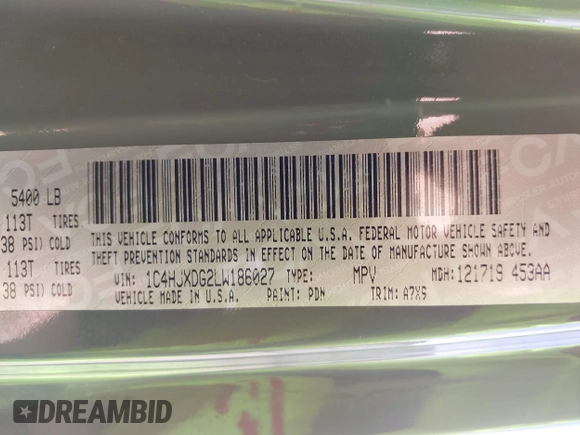 5400 LB
113T TIRES
38 PSI) COLD
113T TIRES
38 PSI) COLD
THIS VEHICLE CONFORMS TO ALL APPLICABLE U.S.A. FEDERAL MOTOR VEHICLE SAFETY AND
THEFT PREVENTION STANDARDS IN EFFECT ON THE DATE OF MANUFACTURE SHOWN ABOVE.
VIN: 1C4HJXDG2LW186027 TYPE: MPV MDH: 121719 453AA
VEHICLE MADE IN U.S.A. PAINT: PDN TRIM: A7X9
DREAMBID